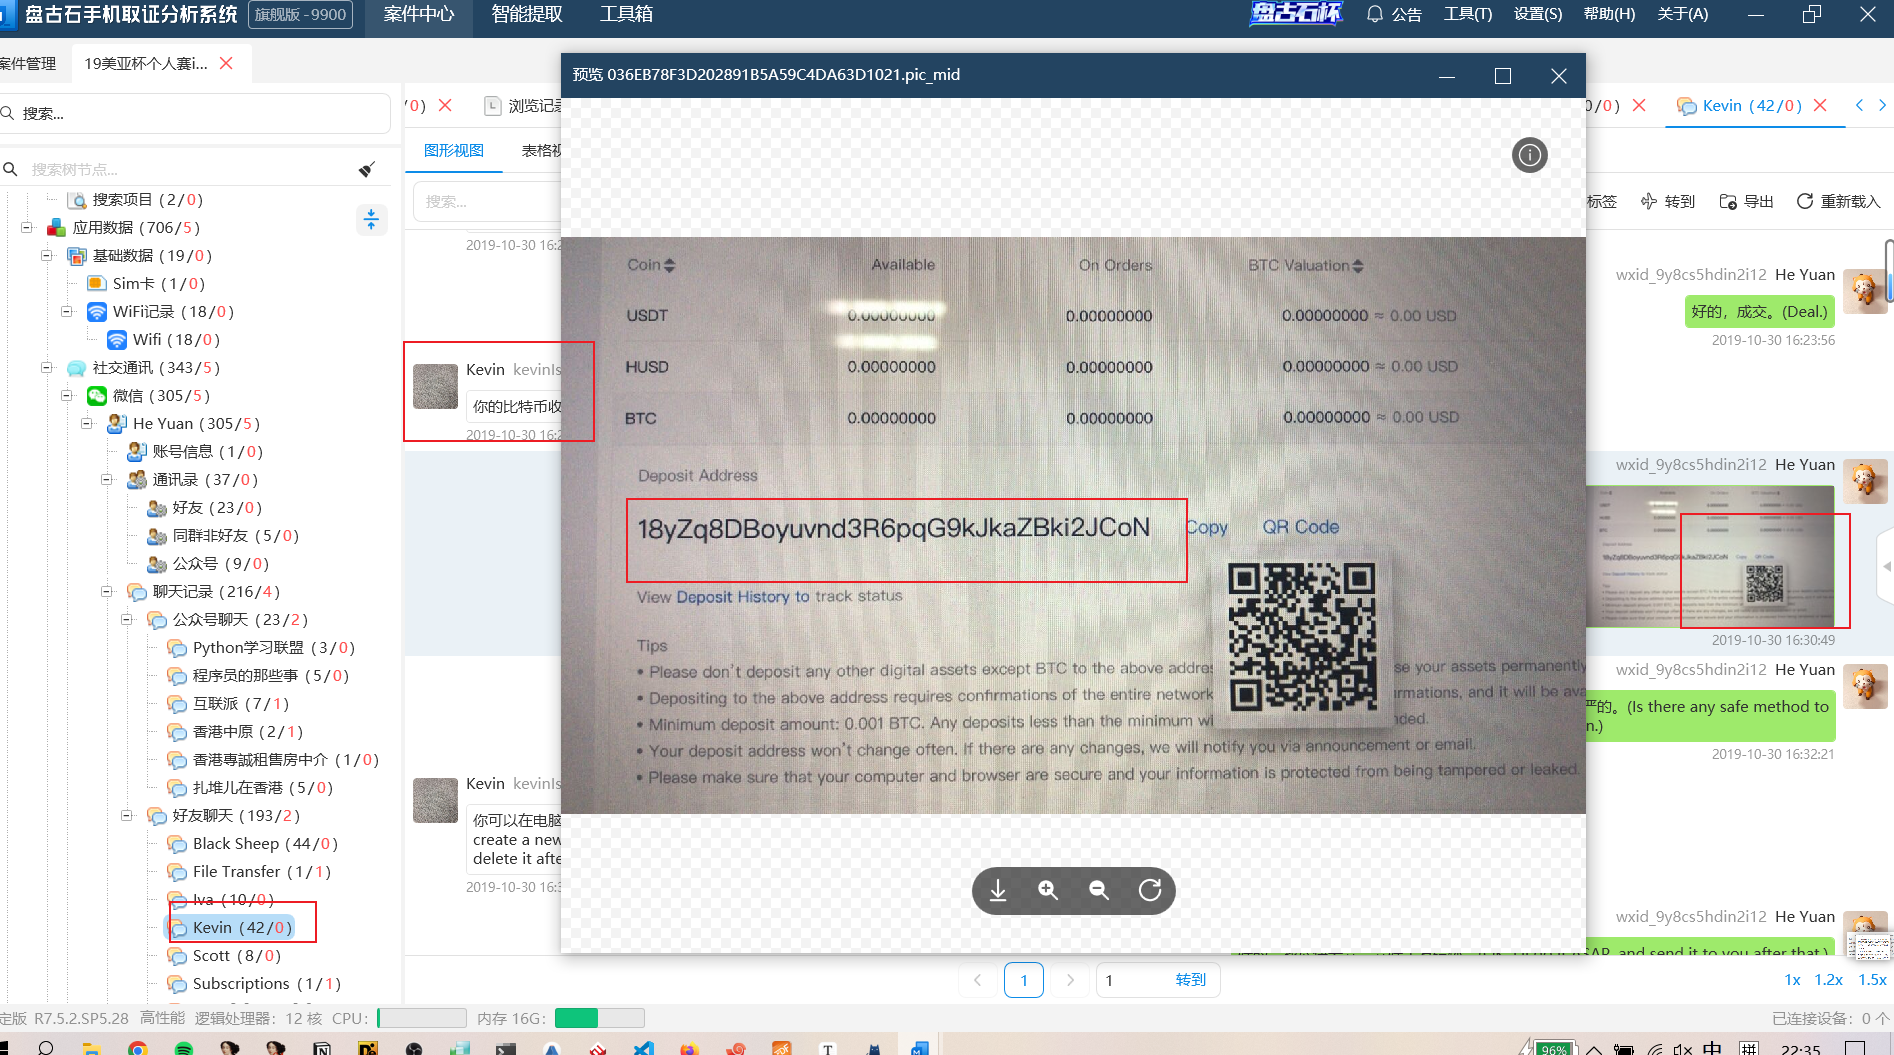 盘古石手机取证分析系统 旗舰版 -9900 案件中心 智能提取 工具箱 盘古石杯 公告 工具(T) 设置(S) 帮助(H) 关于(A)
案件管理 19美亚杯个人赛i...
搜索...
搜索树节点...
搜索项目 (2/0)
应用数据 (706/5)
基础数据 (19/0)
Sim卡 (1/0)
WiFi记录 (18/0)
Wifi (18/0)
社交通讯 (343/5)
微信 (305/5)
He Yuan (305/5)
账号信息 (1/0)
通讯录 (37/0)
好友 (23/0)
同群非好友 (5/0)
公众号 (9/0)
聊天记录 (216/4)
公众号聊天 (23/2)
Python学习联盟 (3/0)
程序员的那些事 (5/0)
互联派 (7/1)
香港中原 (2/1)
香港專誠租售房中介 (1/0)
扎堆儿在香港 (5/0)
好友聊天 (193/2)
Black Sheep (44/0)
File Transfer (1/1)
Iva (10/0)
Kevin (42/0)
Scott (8/0)
Subscriptions (1/1)
/0) 浏览记录
图形视图 表格视
搜索...
2019-10-30 16:2
Kevin kevinls
你的比特币收
2019-10-30 16:2
Kevin kevinls
你可以在电脑
create a new
delete it afte
2019-10-30 16:3
预览 036EB78F3D202891B5A59C4DA63D1021.pic_mid
Coin Available On Orders BTC Valuation
USDT 0.00000000 0.00000000 0.00000000 ≈ 0.00 USD
HUSD 0.00000000 0.00000000 0.00000000 ≈ 0.00 USD
BTC 0.00000000 0.00000000 0.00000000 ≈ 0.00 USD
Deposit Address
18yZq8DBoyuvnd3R6pqG9kJkaZBki2JCoN Copy QR Code
View Deposit History to track status
Tips
• Please don't deposit any other digital assets except BTC to the above addre se your assets permanently
• Depositing to the above address requires confirmations of the entire network rmations, and it will be ava
• Minimum deposit amount: 0.001 BTC. Any deposits less than the minimum wi nded.
• Your deposit address won't change often. If there are any changes, we will notify you via announcement or email.
• Please make sure that your computer and browser are secure and your information is protected from being tampered or leaked.
0/0) Kevin (42/0)
标签 转到 导出 重新载入
wxid_9y8cs5hdin2i12 He Yuan
好的，成交。(Deal.)
2019-10-30 16:23:56
wxid_9y8cs5hdin2i12 He Yuan
18yZq8DBoyuvnd3R6pqG9kJkaZBki2JCoN Copy QR Code
2019-10-30 16:30:49
wxid_9y8cs5hdin2i12 He Yuan
严的。(Is there any safe method to
n.)
2019-10-30 16:32:21
wxid_9y8cs5hdin2i12 He Yuan
SAP, and send it to you after that.)
1 1 转到
1x 1.2x 1.5x
定版 R7.5.2.SP5.28 高性能 逻辑处理器：12 核 CPU: 内存 16G: 已连接设备：0 个
96% 中 拼 22:35